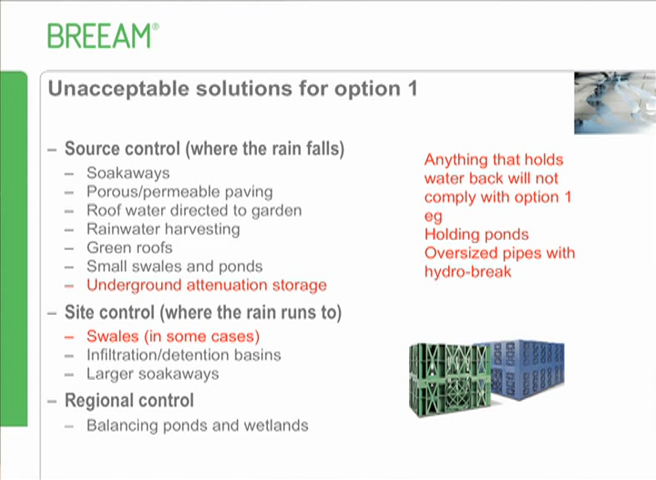 BREEAM®
Unacceptable solutions for option 1
– Source control (where the rain falls)
– Soakaways
– Porous/permeable paving
– Roof water directed to garden
– Rainwater harvesting
– Green roofs
– Small swales and ponds
– Underground attenuation storage
– Site control (where the rain runs to)
– Swales (in some cases)
– Infiltration/detention basins
– Larger soakaways
– Regional control
– Balancing ponds and wetlands
Anything that holds
water back will not
comply with option 1
eg
Holding ponds
Oversized pipes with
hydro-break